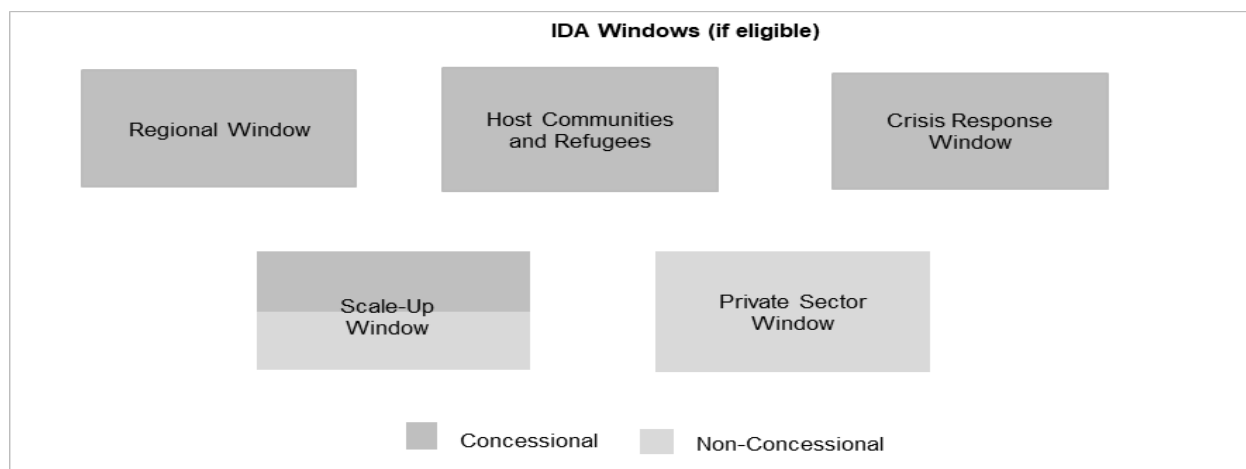 IDA Windows (if eligible)
Regional Window
Host Communities
and Refugees
Crisis Response
Window
Scale-Up
Window
Private Sector
Window
Concessional
Non-Concessional